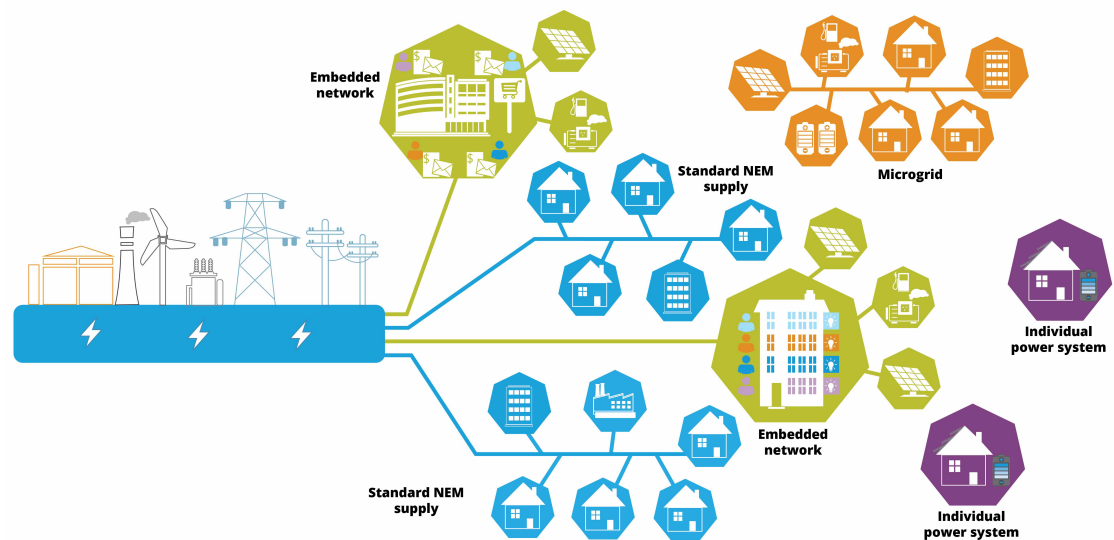 Embedded
network
Standard NEM
supply
Microgrid
Individual
power system
Embedded
network
Standard NEM
supply
Individual
power system
$
$
$
$